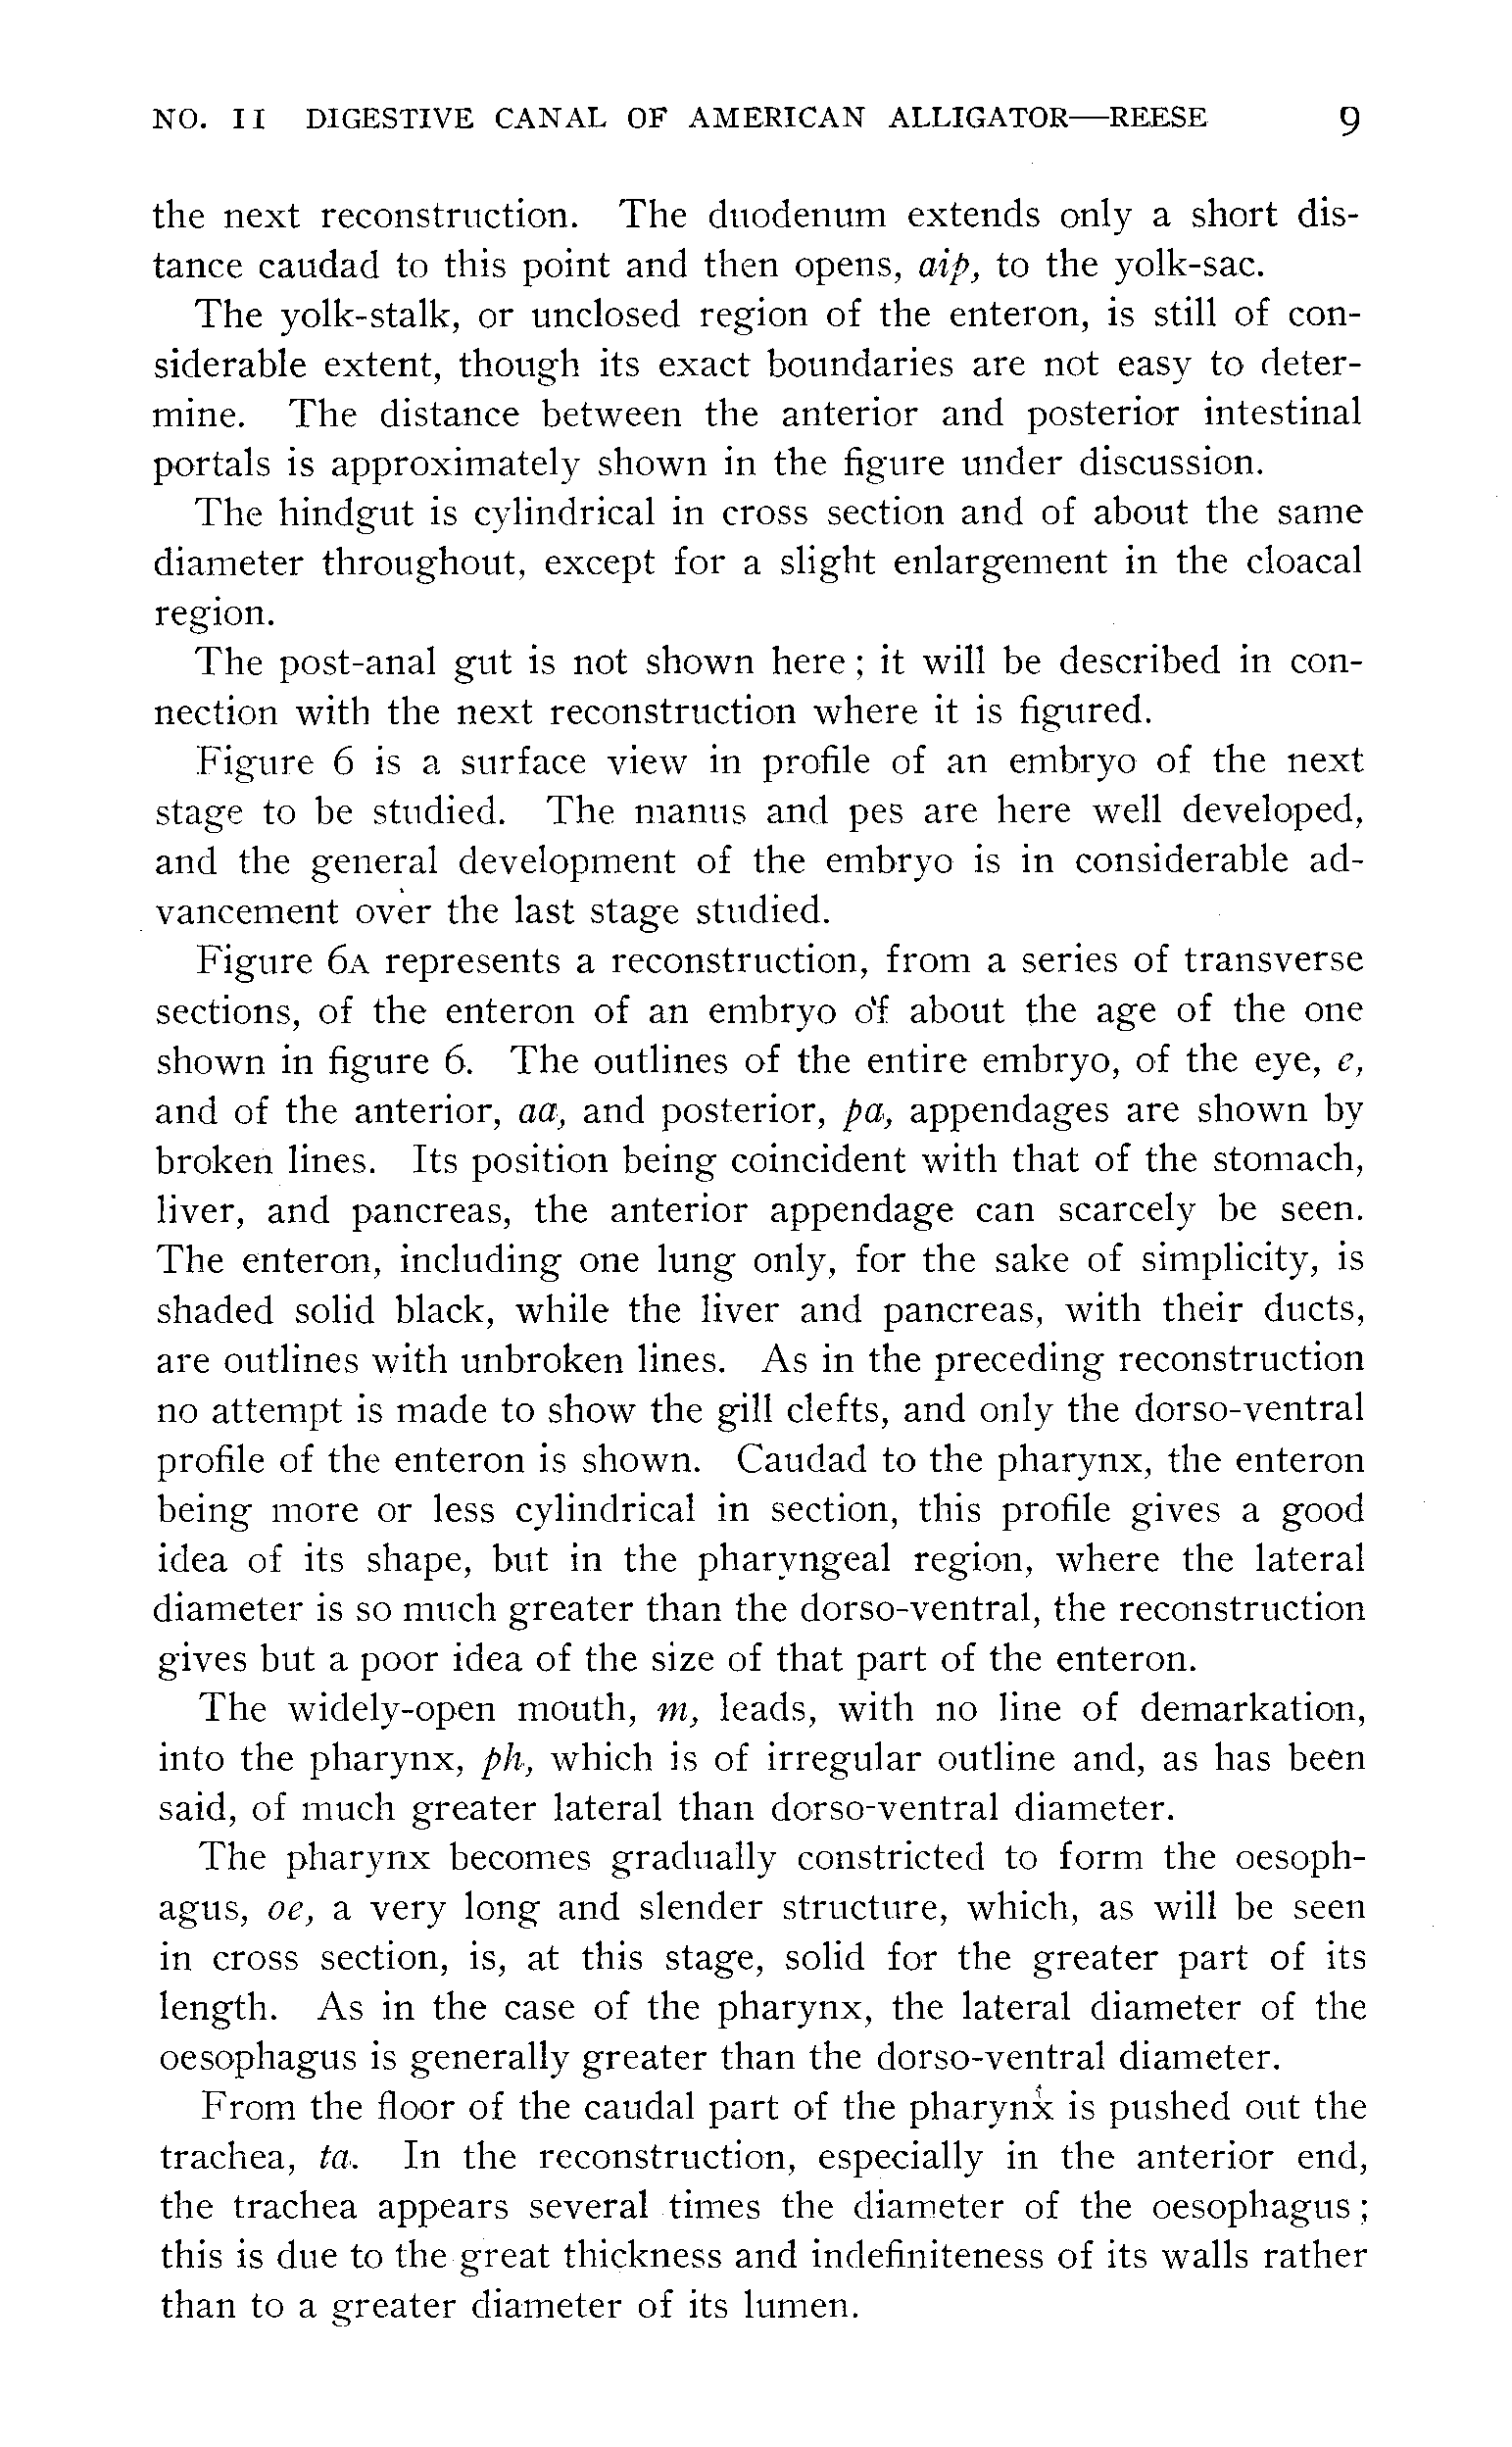 NO. II DIGESTIVE CANAL OF AMERICAN ALLIGATOR—REESE 9
the next reconstruction. The duodenum extends only a short dis-
tance caudad to this point and then opens, aip, to the yolk-sac.
The yolk-stalk, or unclosed region of the enteron, is still of con-
siderable extent, though its exact boundaries are not easy to deter-
mine. The distance between the anterior and posterior intestinal
portals is approximately shown in the figure under discussion.
The hindgut is cylindrical in cross section and of about the same
diameter throughout, except for a slight enlargement in the cloacal
region.
The post-anal gut is not shown here; it will be described in con-
nection with the next reconstruction where it is figured.
Figure 6 is a surface view in profile of an embryo of the next
stage to be studied. The manus and pes are here well developed,
and the general development of the embryo is in considerable ad-
vancement over the last stage studied.
Figure 6A represents a reconstruction, from a series of transverse
sections, of the enteron of an embryo of about the age of the one
shown in figure 6. The outlines of the entire embryo, of the eye, e,
and of the anterior, aa, and posterior, pa, appendages are shown by
broken lines. Its position being coincident with that of the stomach,
liver, and pancreas, the anterior appendage can scarcely be seen.
The enteron, including one lung only, for the sake of simplicity, is
shaded solid black, while the liver and pancreas, with their ducts,
are outlines with unbroken lines. As in the preceding reconstruction
no attempt is made to show the gill clefts, and only the dorso-ventral
profile of the enteron is shown. Caudad to the pharynx, the enteron
being more or less cylindrical in section, this profile gives a good
idea of its shape, but in the pharyngeal region, where the lateral
diameter is so much greater than the dorso-ventral, the reconstruction
gives but a poor idea of the size of that part of the enteron.
The widely-open mouth, m, leads, with no line of demarkation,
into the pharynx, ph, which is of irregular outline and, as has been
said, of much greater lateral than dorso-ventral diameter.
The pharynx becomes gradually constricted to form the oesoph-
agus, oe, a very long and slender structure, which, as will be seen
in cross section, is, at this stage, solid for the greater part of its
length. As in the case of the pharynx, the lateral diameter of the
oesophagus is generally greater than the dorso-ventral diameter.
From the floor of the caudal part of the pharynx is pushed out the
trachea, ta. In the reconstruction, especially in the anterior end,
the trachea appears several times the diameter of the oesophagus;
this is due to the great thickness and indefiniteness of its walls rather
than to a greater diameter of its lumen.